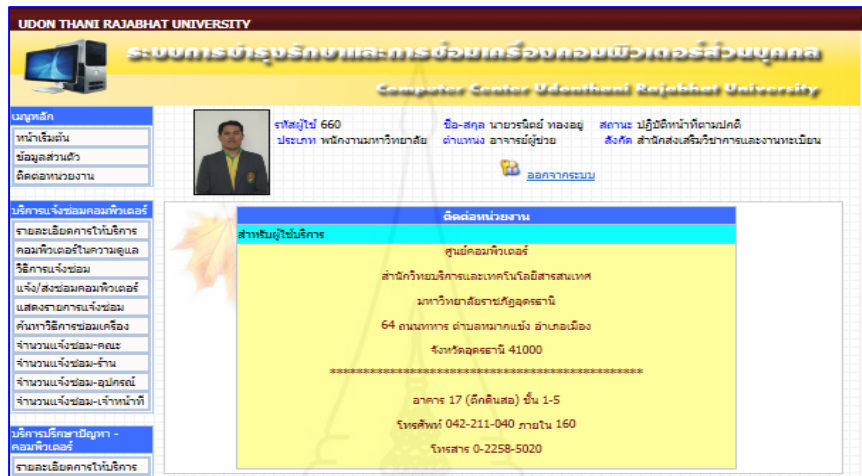 UDON THANI RAJABHAT UNIVERSITY
ระบบการบำรุงรักษาและการซ่อมเครื่องคอมพิวเตอร์ส่วนบุคคล
Computer Center Udonthani Rajabhat University
เมนูหลัก
หน้าเริ่มต้น
ข้อมูลส่วนตัว
ติดต่อหน่วยงาน
รหัสผู้ใช้ 660 ชื่อ-สกุล นายวรนิตย์ ทองอยู่ สถานะ ปฏิบัติหน้าที่ตามปกติ
ประเภท พนักงานมหาวิทยาลัย ตำแหน่ง อาจารย์ผู้ช่วย สังกัด สำนักส่งเสริมวิชาการและงานทะเบียน
ออกจากระบบ
บริการแจ้งซ่อมคอมพิวเตอร์
รายละเอียดการให้บริการ
คอมพิวเตอร์ในความดูแล
วิธีการแจ้งซ่อม
แจ้ง/ส่งซ่อมคอมพิวเตอร์
แสดงรายการแจ้งซ่อม
ค้นหาวิธีการซ่อมเครื่อง
จำนวนแจ้งซ่อม-คณะ
จำนวนแจ้งซ่อม-ร้าน
จำนวนแจ้งซ่อม-อุปกรณ์
จำนวนแจ้งซ่อม-เจ้าหน้าที่
บริการปรึกษาปัญหา -
คอมพิวเตอร์
รายละเอียดการให้บริการ
ติดต่อหน่วยงาน
สำหรับผู้ใช้บริการ
ศูนย์คอมพิวเตอร์
สำนักวิทยบริการและเทคโนโลยีสารสนเทศ
มหาวิทยาลัยราชภัฏอุดรธานี
64 ถนนทหาร ตำบลหมากแข้ง อำเภอเมือง
จังหวัดอุดรธานี 41000
************************************************
อาคาร 17 (ตึกดินสอ) ชั้น 1-5
โทรศัพท์ 042-211-040 ภายใน 160
โทรสาร 0-2258-5020